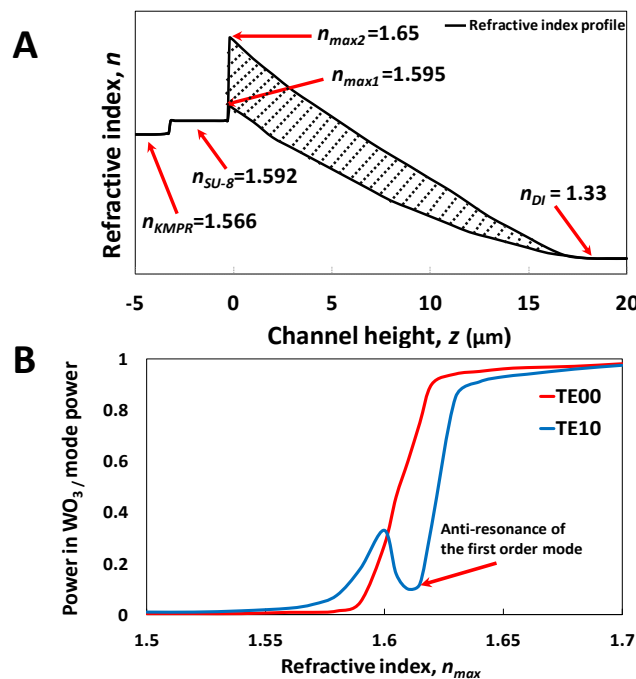 A
Refractive index, n
Refractive index profile
nmax2=1.65
nmax1=1.595
nSU-8=1.592
nKMPR=1.566
nDI = 1.33
-5 0 5 10 15 20
Channel height, z (µm)
B
Power in WO3 / mode power
1
0.8
0.6
0.4
0.2
0
TE00
TE10
Anti-resonance of
the first order mode
1.5 1.55 1.6 1.65 1.7
Refractive index, nmax